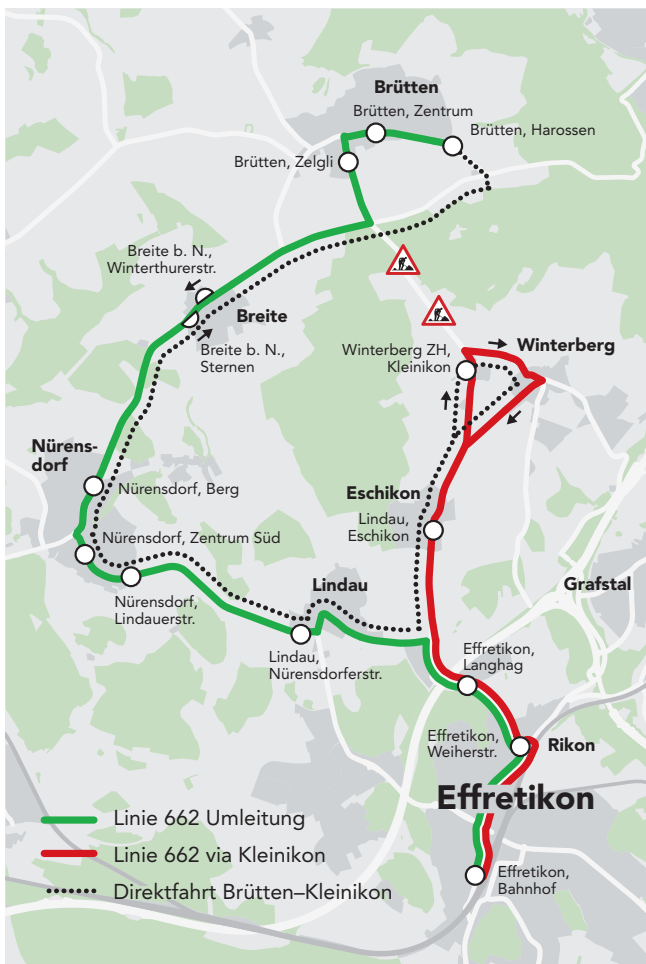 Brütten
Brütten, Zentrum
Brütten, Harossen
Brütten, Zelgli
Breite b. N.,
Winterthurerstr.
Breite
Breite b. N.,
Sternen
Winterberg ZH,
Kleinikon
Winterberg
Nürens-
dorf
Nürensdorf, Berg
Eschikon
Lindau,
Eschikon
Nürensdorf, Zentrum Süd
Nürensdorf,
Lindauerstr.
Lindau
Grafstal
Lindau,
Nürensdorferstr.
Effretikon,
Langhag
Effretikon,
Weiherstr.
Rikon
Effretikon
Linie 662 Umleitung
Linie 662 via Kleinikon
Direktfahrt Brütten–Kleinikon
Effretikon,
Bahnhof